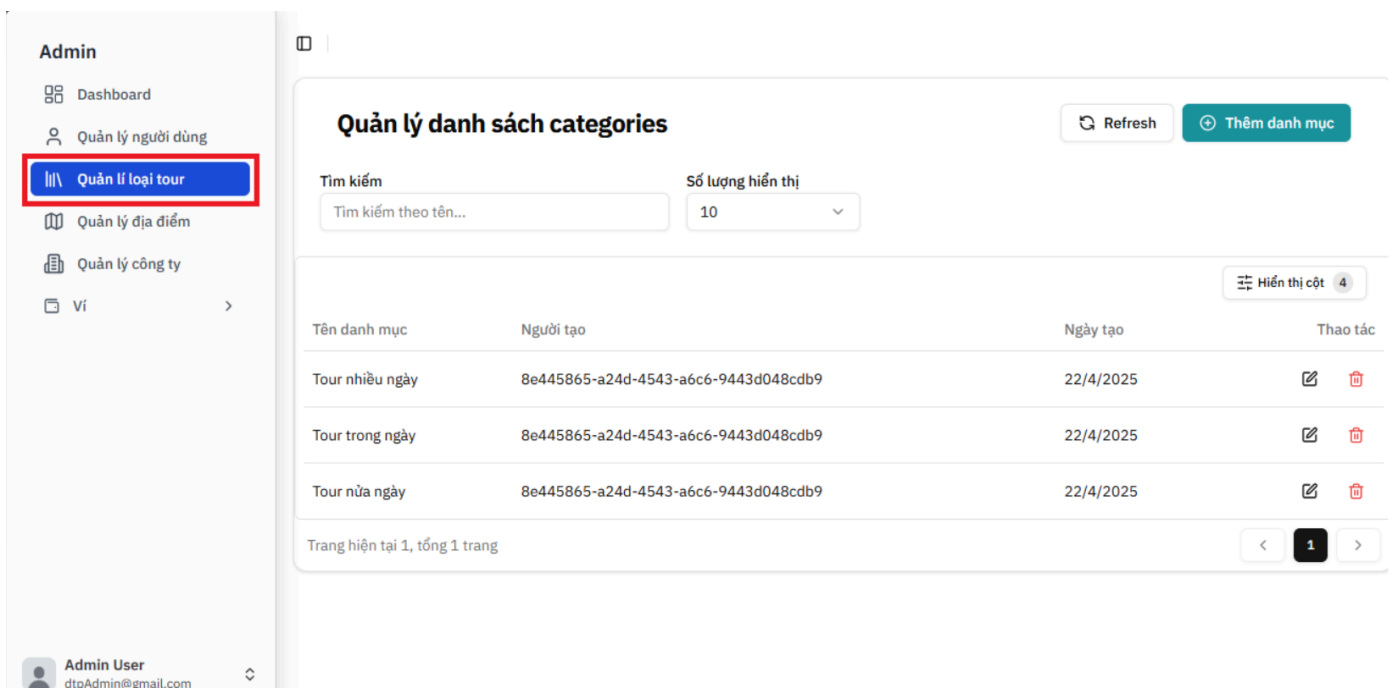 Admin
Dashboard
Quản lý người dùng
Quản lí loại tour
Quản lý địa điểm
Quản lý công ty
Ví
Admin User
dtpAdmin@gmail.com
Quản lý danh sách categories
Refresh
Thêm danh mục
Tìm kiếm
Số lượng hiển thị
Tìm kiếm theo tên...
10
Hiển thị cột 4
Tên danh mục Người tạo Ngày tạo Thao tác
Tour nhiều ngày 8e445865-a24d-4543-a6c6-9443d048cdb9 22/4/2025
Tour trong ngày 8e445865-a24d-4543-a6c6-9443d048cdb9 22/4/2025
Tour nửa ngày 8e445865-a24d-4543-a6c6-9443d048cdb9 22/4/2025
Trang hiện tại 1, tổng 1 trang
1